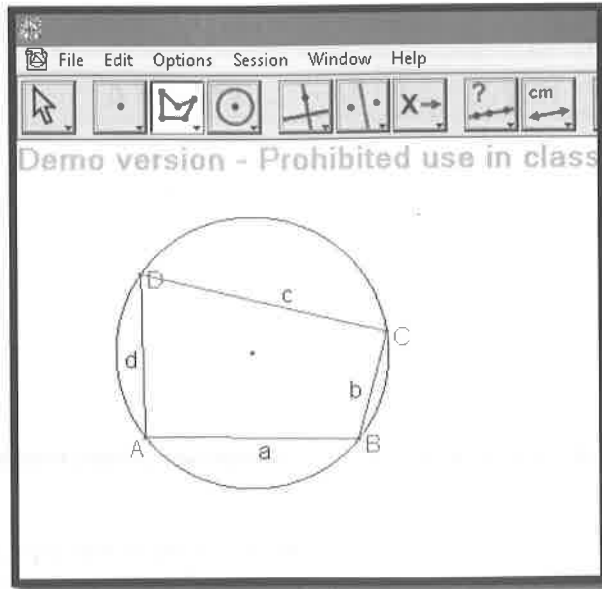 File Edit Options Session Window Help
X
?
cm
Demo version - Prohibited use in class
D
c
C
d
b
A
a
B